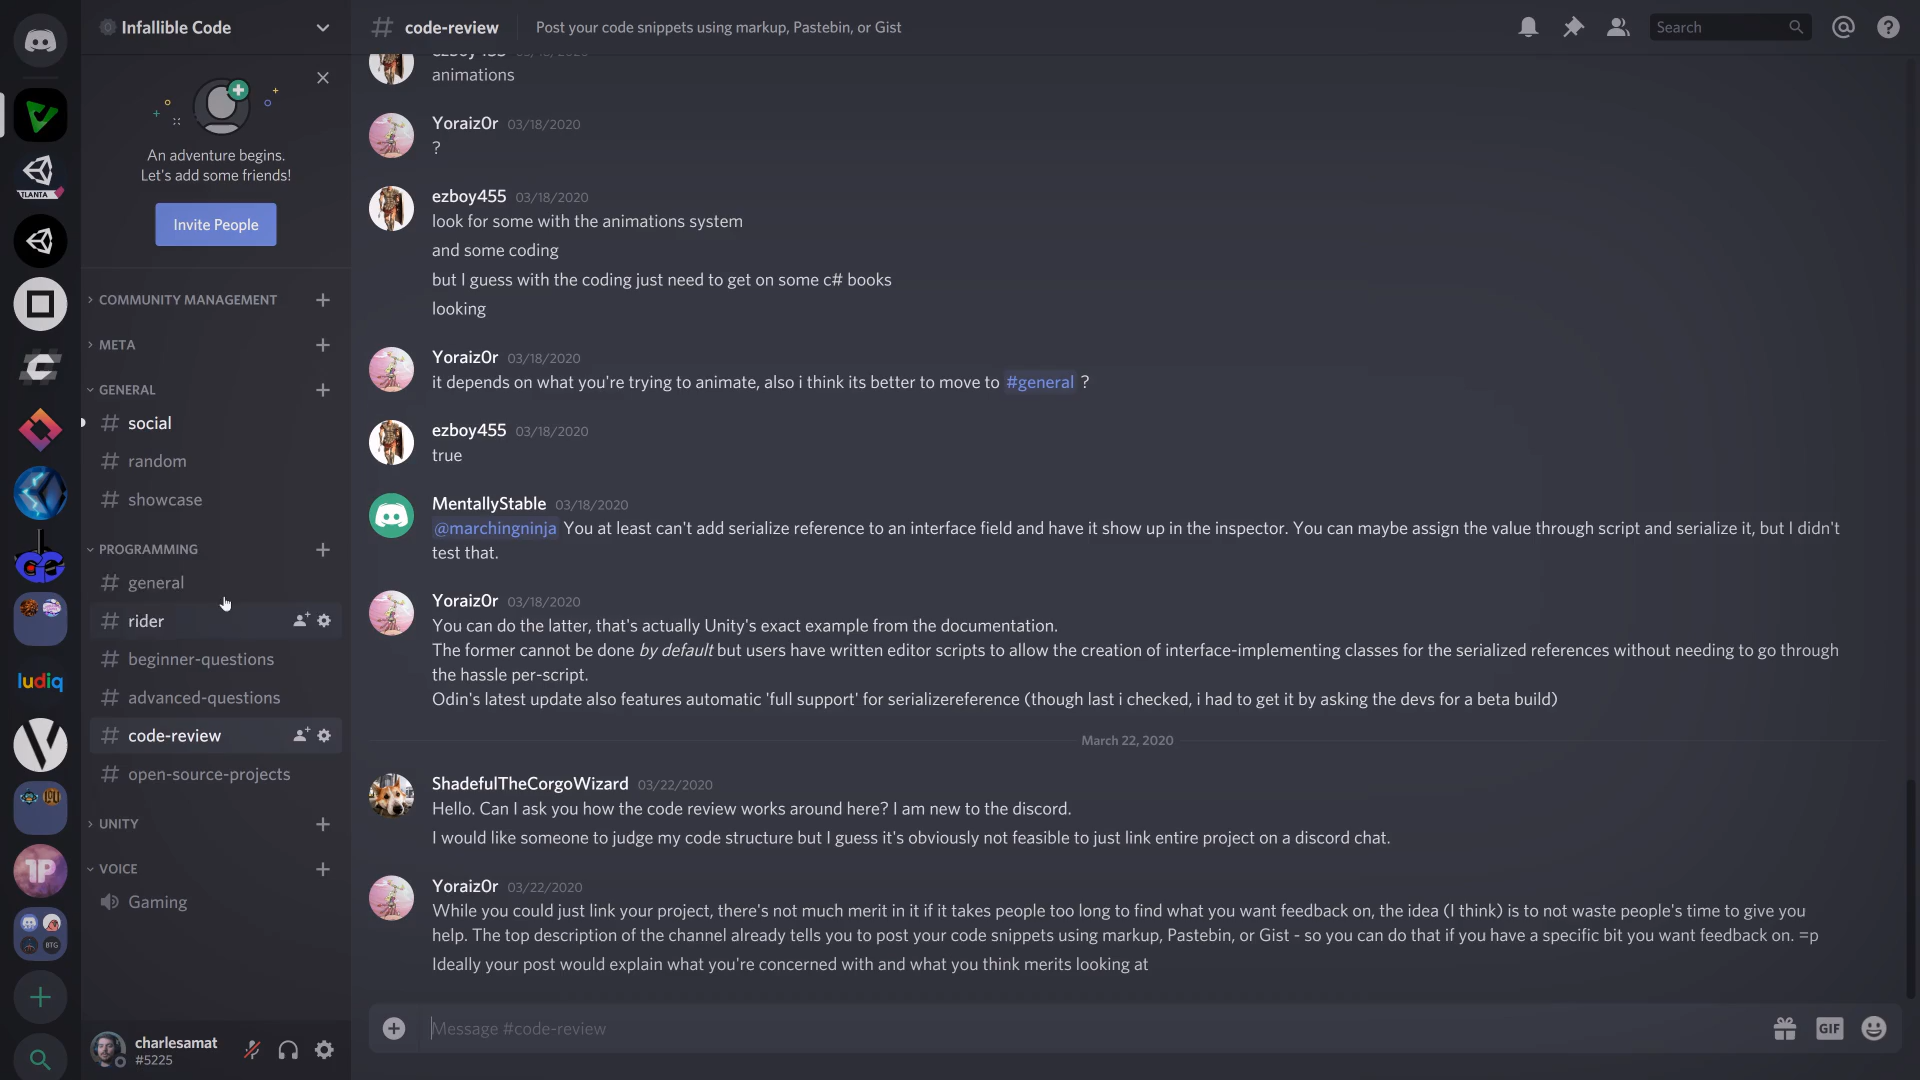 Infallible Code
# code-review
Post your code snippets using markup, Pastebin, or Gist
Search
An adventure begins.
Let's add some friends!
Invite People
COMMUNITY MANAGEMENT
META
GENERAL
# social
# random
# showcase
PROGRAMMING
# general
# rider
# beginner-questions
# advanced-questions
# code-review
# open-source-projects
UNITY
VOICE
Gaming
charlesamat
#5225
TLANTA
ludiq
1P
BTG
ezboy455 03/18/2020
animations
Yoraiz0r 03/18/2020
?
ezboy455 03/18/2020
look for some with the animations system
and some coding
but I guess with the coding just need to get on some c# books
looking
Yoraiz0r 03/18/2020
it depends on what you're trying to animate, also i think its better to move to #general ?
ezboy455 03/18/2020
true
MentallyStable 03/18/2020
@marchingninja You at least can't add serialize reference to an interface field and have it show up in the inspector. You can maybe assign the value through script and serialize it, but I didn't
test that.
Yoraiz0r 03/18/2020
You can do the latter, that's actually Unity's exact example from the documentation.
The former cannot be done by default but users have written editor scripts to allow the creation of interface-implementing classes for the serialized references without needing to go through
the hassle per-script.
Odin's latest update also features automatic 'full support' for serializereference (though last i checked, i had to get it by asking the devs for a beta build)
March 22, 2020
ShadefulTheCorgoWizard 03/22/2020
Hello. Can I ask you how the code review works around here? I am new to the discord.
I would like someone to judge my code structure but I guess it's obviously not feasible to just link entire project on a discord chat.
Yoraiz0r 03/22/2020
While you could just link your project, there's not much merit in it if it takes people too long to find what you want feedback on, the idea (I think) is to not waste people's time to give you
help. The top description of the channel already tells you to post your code snippets using markup, Pastebin, or Gist - so you can do that if you have a specific bit you want feedback on. =p
Ideally your post would explain what you're concerned with and what you think merits looking at
Message #code-review
GIF